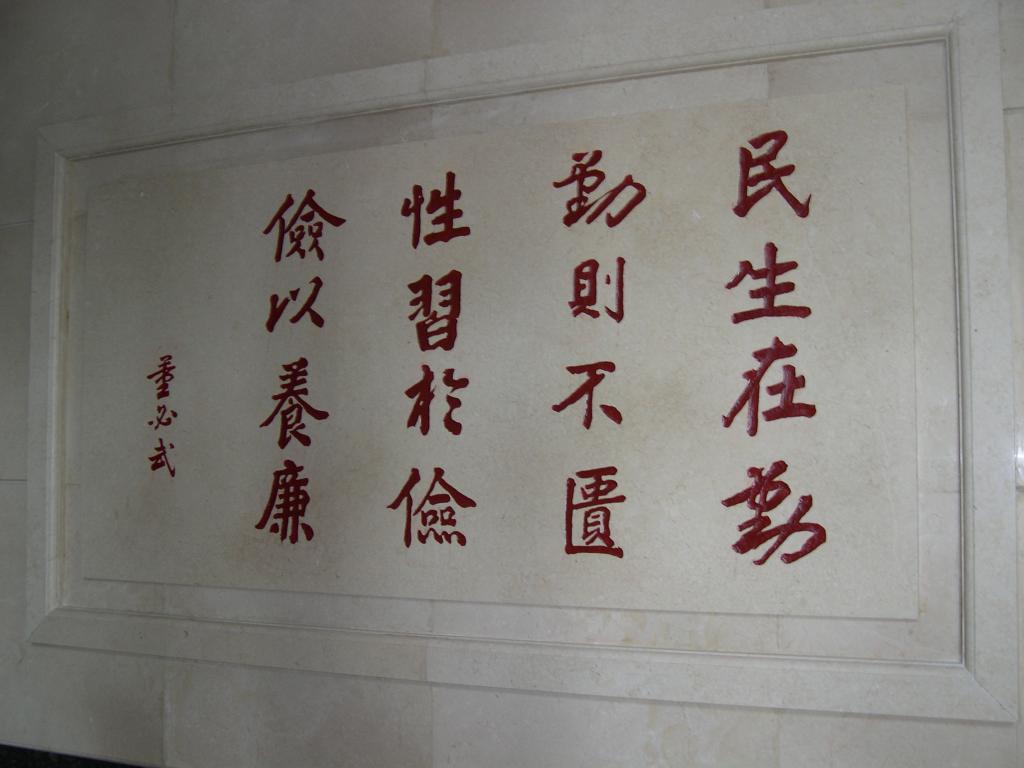 民生在勤
勤則不匱
性習於儉
儉以養廉
董必武